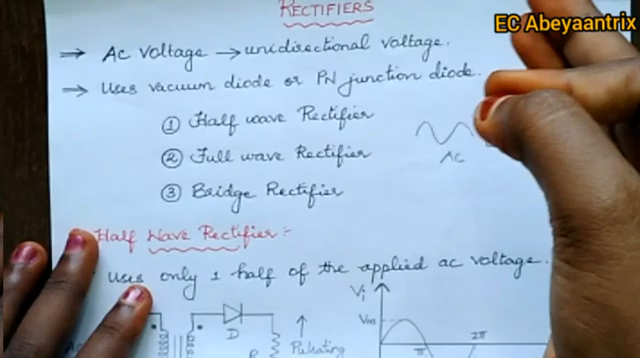 RECTIFIERS
EC Abeyaantrix
⇒ AC voltage → unidirectional voltage.
⇒ Uses vacuum diode or PN junction diode.
① Half wave Rectifier
② Full wave Rectifier
③ Bridge Rectifier
AC
Half Wave Rectifier :-
Uses only 1 half of the applied ac voltage.
Vi
Vm
π
2π
D
Pulsating
R